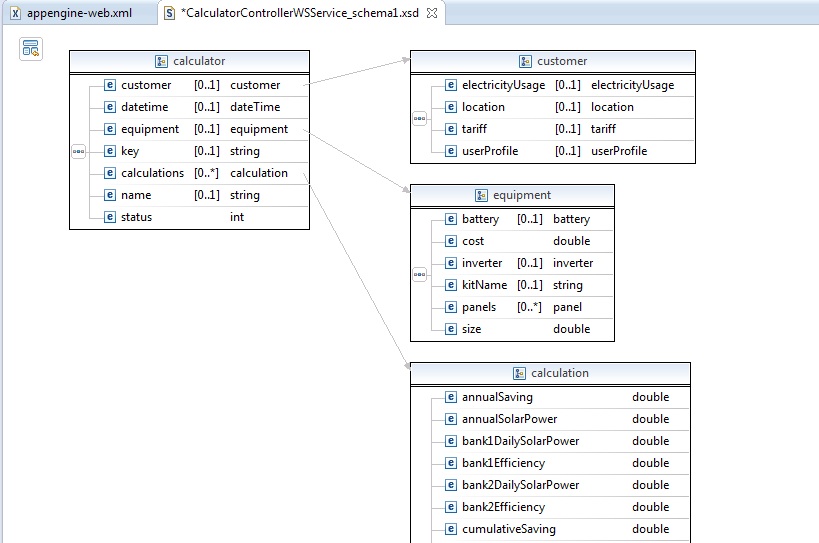 appengine-web.xml
*CalculatorControllerWSService_schema1.xsd
calculator
customer [0..1] customer
datetime [0..1] dateTime
equipment [0..1] equipment
key [0..1] string
calculations [0..*] calculation
name [0..1] string
status int
customer
electricityUsage [0..1] electricityUsage
location [0..1] location
tariff [0..1] tariff
userProfile [0..1] userProfile
equipment
battery [0..1] battery
cost double
inverter [0..1] inverter
kitName [0..1] string
panels [0..*] panel
size double
calculation
annualSaving double
annualSolarPower double
bank1DailySolarPower double
bank1Efficiency double
bank2DailySolarPower double
bank2Efficiency double
cumulativeSaving double